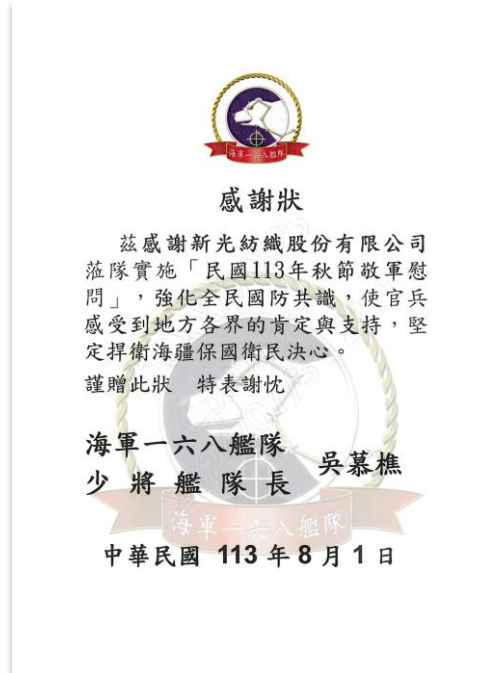 海軍一六八艦隊
感謝狀
茲感謝新光紡織股份有限公司
蒞隊實施「民國113年秋節敬軍慰
問」，強化全民國防共識，使官兵
感受到地方各界的肯定與支持，堅
定捍衛海疆保國衛民決心。
謹贈此狀　特表謝忱
海軍一六八艦隊
少將艦隊長　吳慕樵
海軍一六八艦隊
中華民國 113 年 8 月 1 日